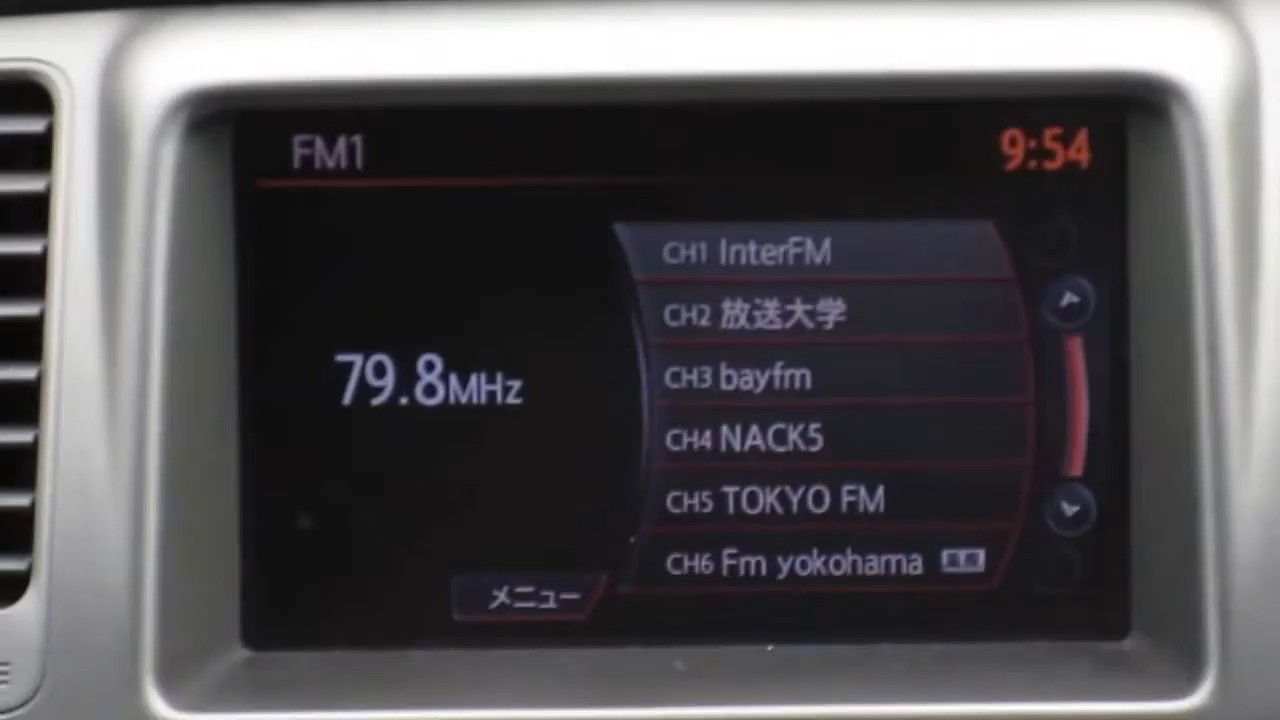 FM1
9:54
CH1 InterFM
CH2 放送大学
CH3 bayfm
79.8MHz
CH4 NACK5
CH5 TOKYO FM
CH6 Fm yokohama
メニュー